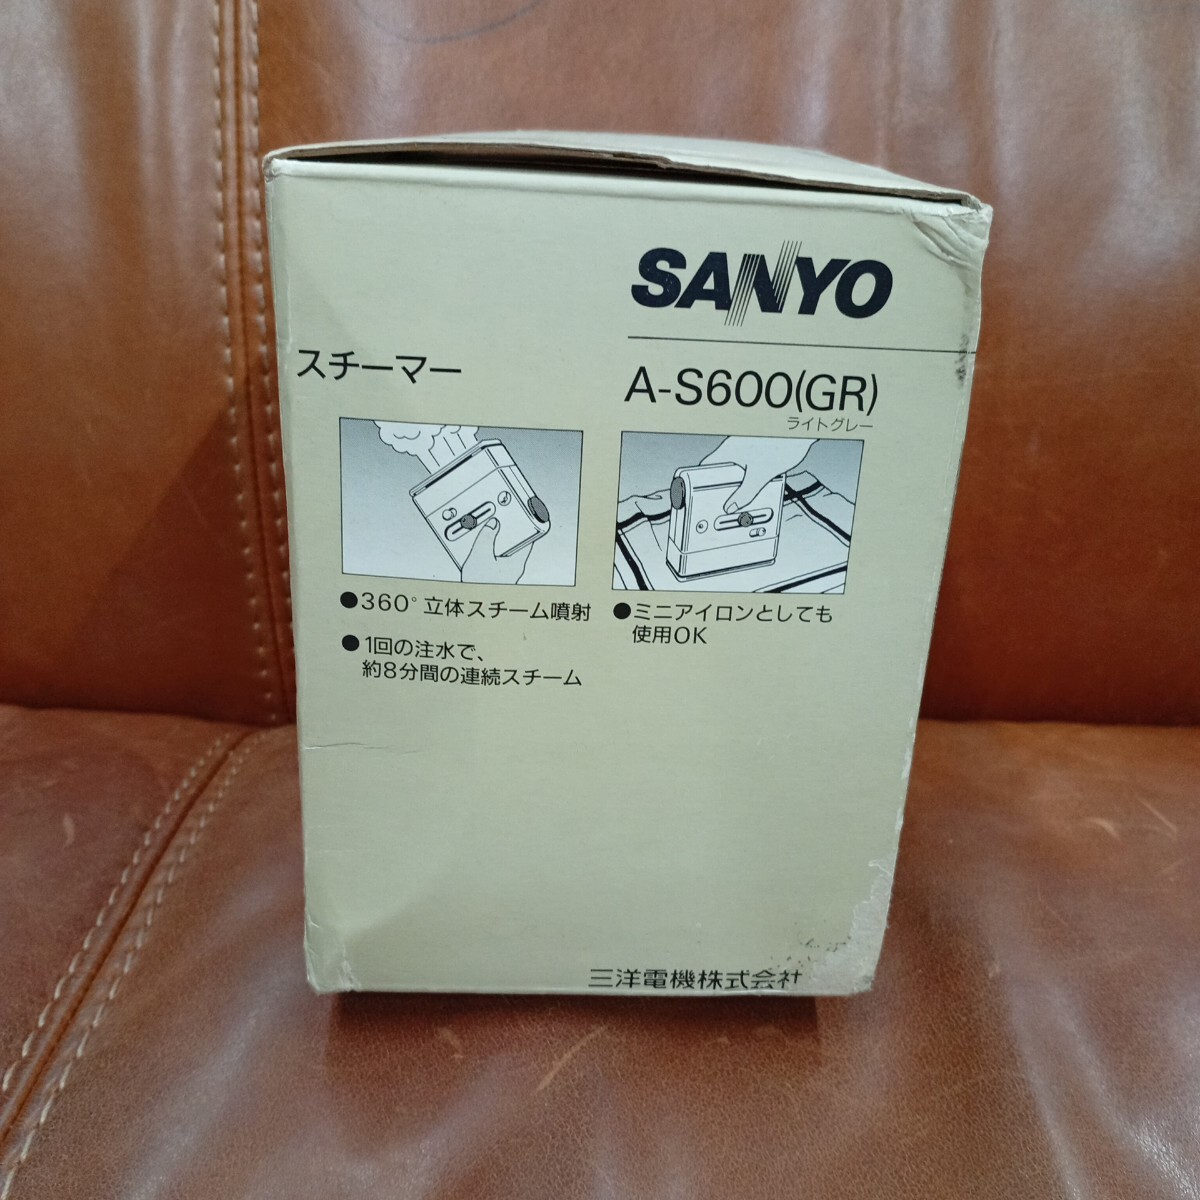 SANYO
スチーマー
A-S600(GR)
ライトグレー
●360°立体スチーム噴射
●1回の注水で、
約8分間の連続スチーム
●ミニアイロンとしても
使用OK
三洋電機株式会社